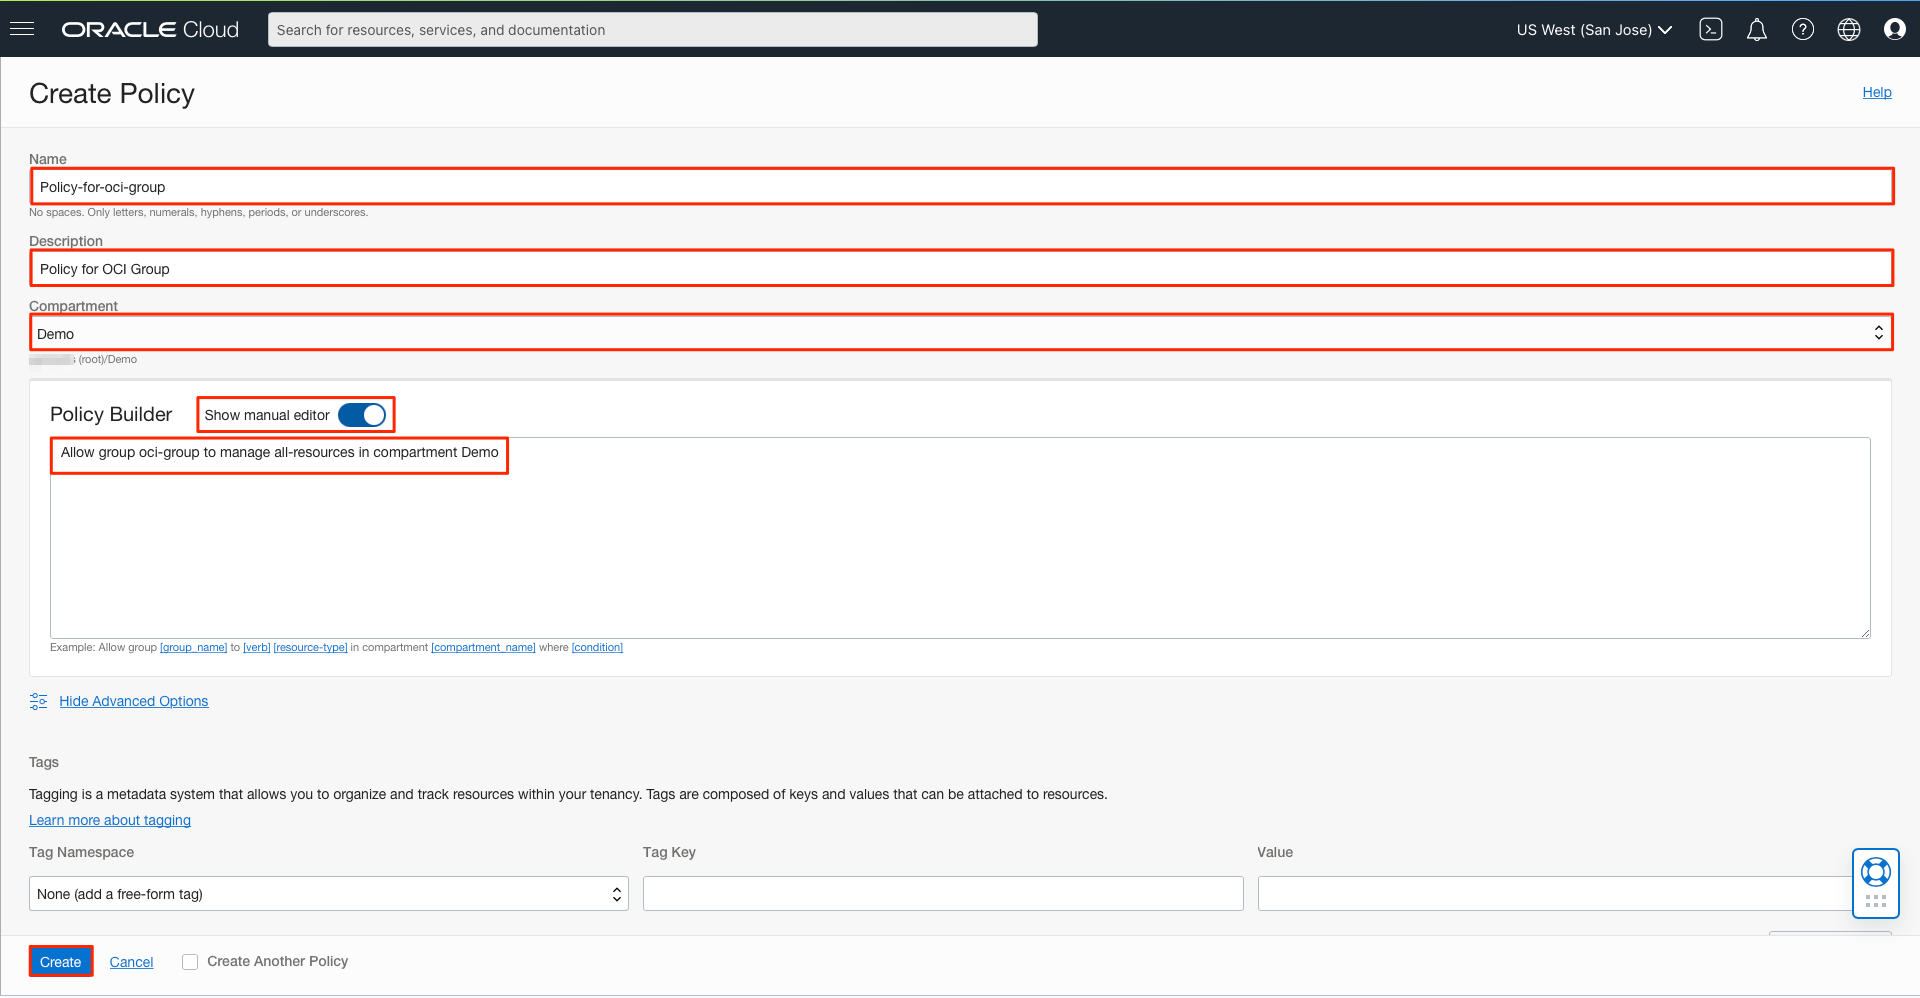 ORACLE Cloud
Search for resources, services, and documentation
US West (San Jose)
Create Policy
Help
Name
Policy-for-oci-group
No spaces. Only letters, numerals, hyphens, periods, or underscores.
Description
Policy for OCI Group
Compartment
Demo
(root)/Demo
Policy Builder
Show manual editor
Allow group oci-group to manage all-resources in compartment Demo
Example: Allow group [group_name] to [verb] [resource-type] in compartment [compartment_name] where [condition]
Hide Advanced Options
Tags
Tagging is a metadata system that allows you to organize and track resources within your tenancy. Tags are composed of keys and values that can be attached to resources.
Learn more about tagging
Tag Namespace
Tag Key
Value
None (add a free-form tag)
Create
Cancel
Create Another Policy